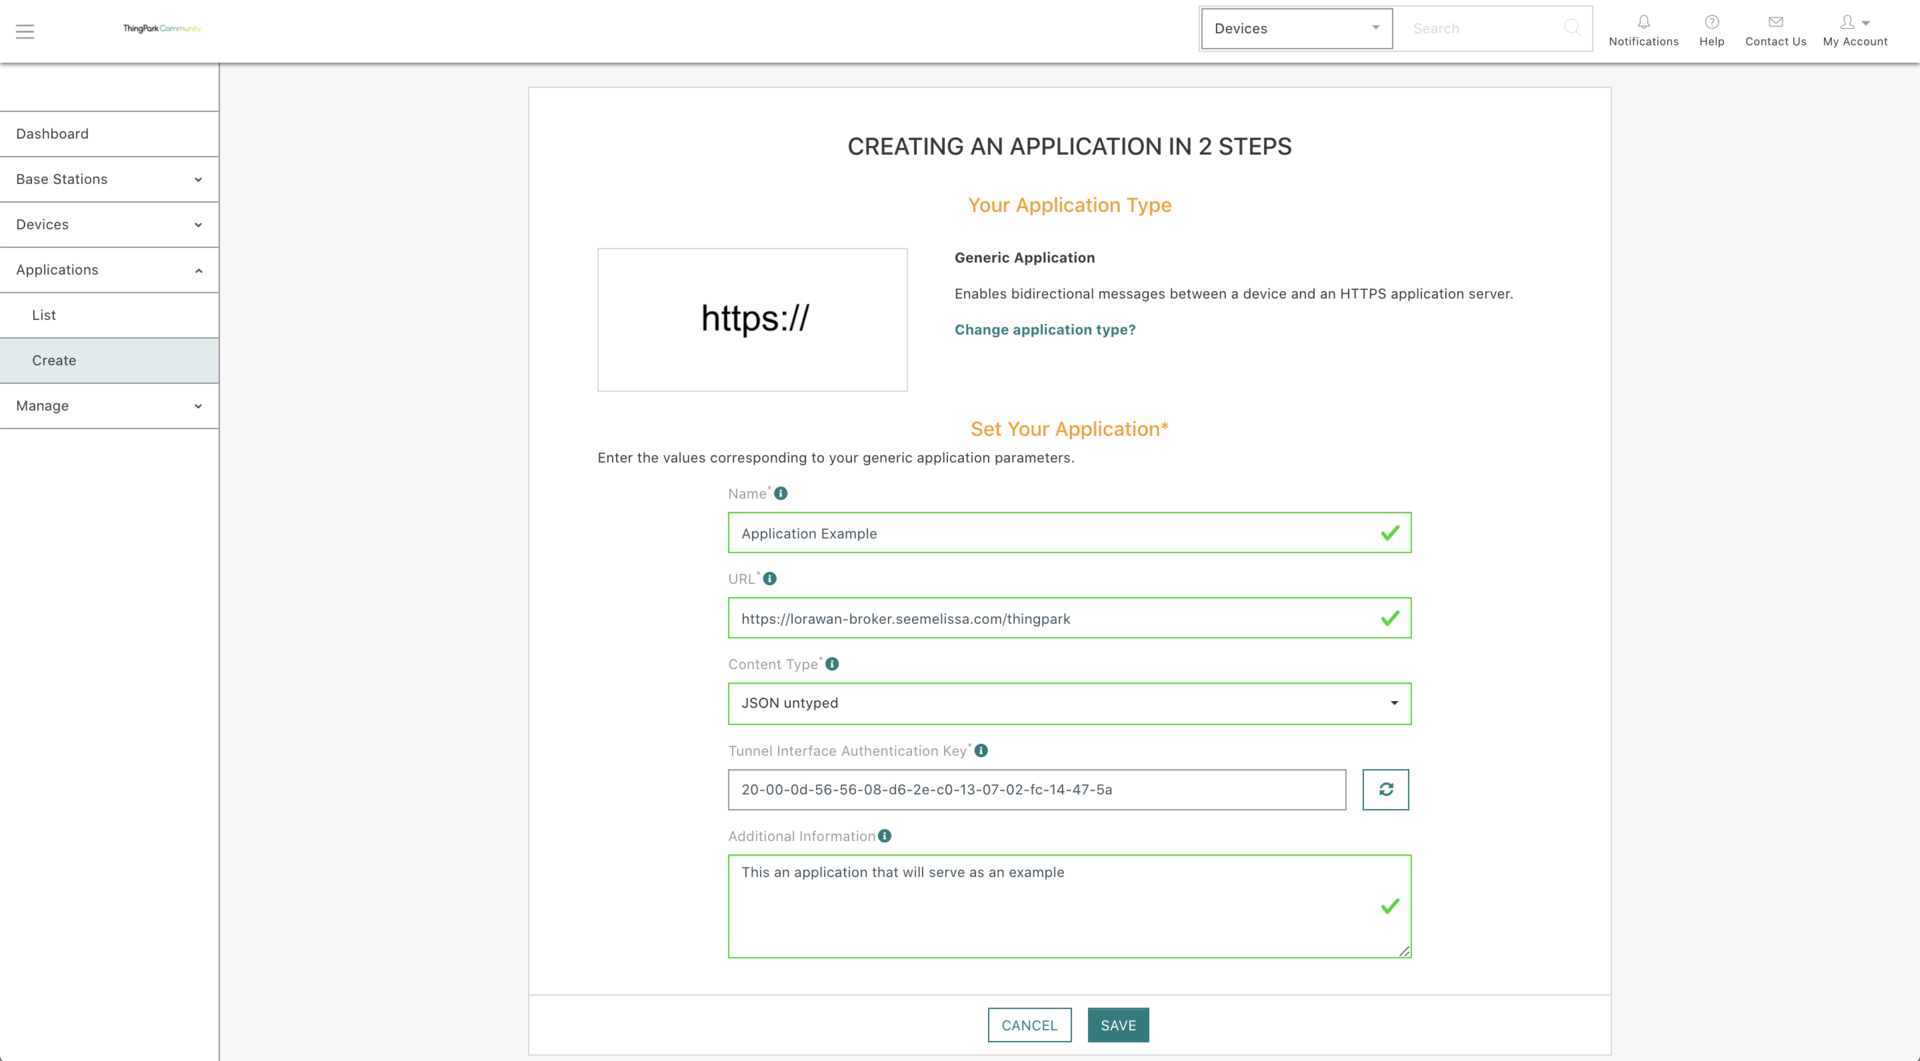 ThingPark Community
Devices
Search
Notifications
Help
Contact Us
My Account
Dashboard
Base Stations
Devices
Applications
List
Create
Manage
CREATING AN APPLICATION IN 2 STEPS
Your Application Type
https://
Generic Application
Enables bidirectional messages between a device and an HTTPS application server.
Change application type?
Set Your Application*
Enter the values corresponding to your generic application parameters.
Name*
Application Example
URL*
https://lorawan-broker.seemelissa.com/thingpark
Content Type*
JSON untyped
Tunnel Interface Authentication Key*
20-00-0d-56-56-08-d6-2e-c0-13-07-02-fc-14-47-5a
Additional Information
This an application that will serve as an example
CANCEL
SAVE